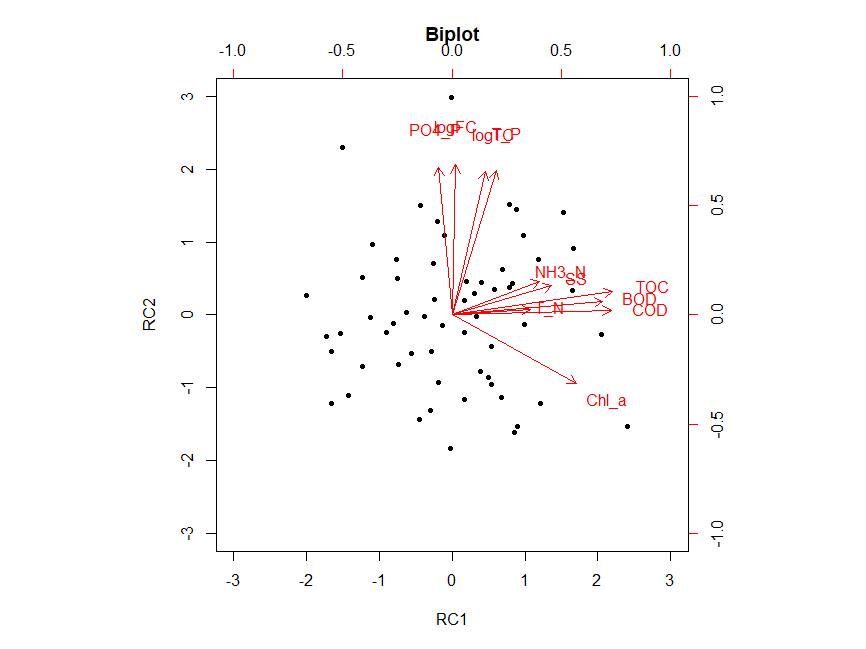 Biplot
-1.0 -0.5 0.0 0.5 1.0
3 2 1 0 -1 -2 -3
RC2
PO4_P logFC logTC T_P
NH3_N SS
TOC
BOD
T_N COD
Chl_a
1.0 0.5 0.0 -0.5 -1.0
-3 -2 -1 0 1 2 3
RC1